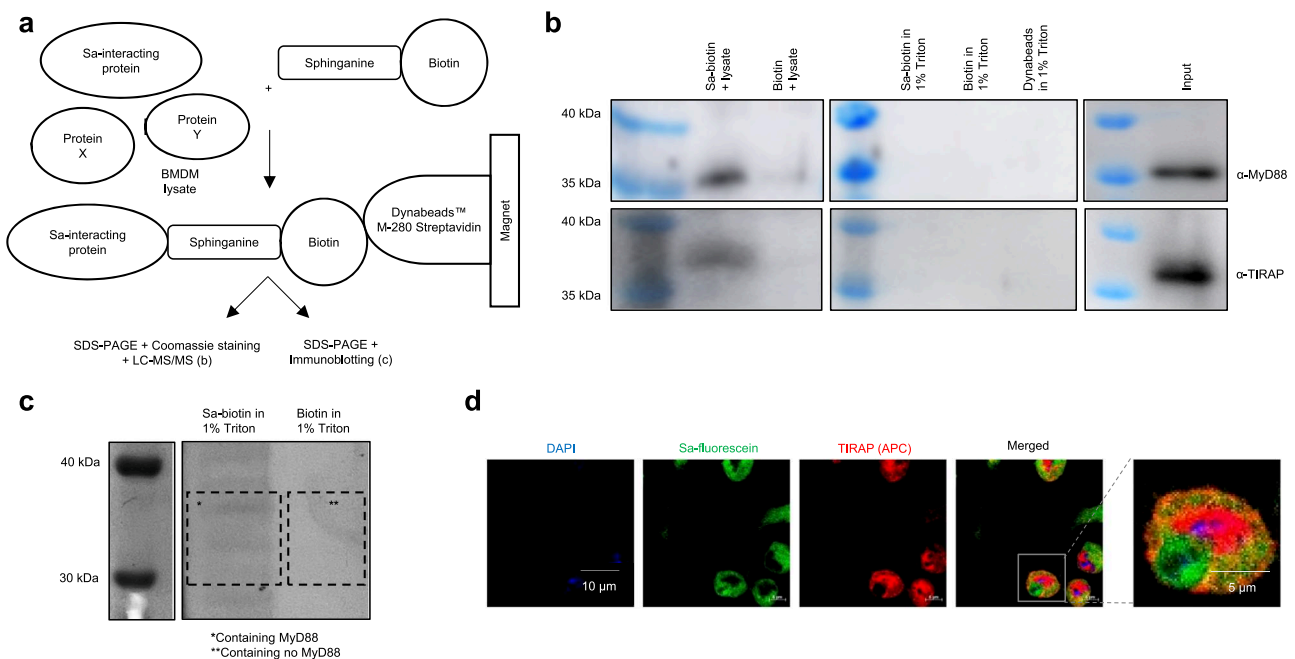 a
Sa-interacting
protein
Protein
X
Protein
Y
BMDM
lysate
+
Sphinganine
Biotin
Sa-interacting
protein
Sphinganine
Biotin
Dynabeads™
M-280 Streptavidin
Magnet
SDS-PAGE + Coomassie staining
+ LC-MS/MS (b)
SDS-PAGE +
Immunoblotting (c)
b
Sa-biotin
+ lysate
Biotin
+ lysate
Sa-biotin in
1% Triton
Biotin in
1% Triton
Dynabeads
in 1% Triton
Input
40 kDa
35 kDa
α-MyD88
40 kDa
35 kDa
α-TIRAP
c
Sa-biotin in
1% Triton
Biotin in
1% Triton
40 kDa
30 kDa
*
**
*Containing MyD88
**Containing no MyD88
d
DAPI
Sa-fluorescein
TIRAP (APC)
Merged
10 µm
5 µm